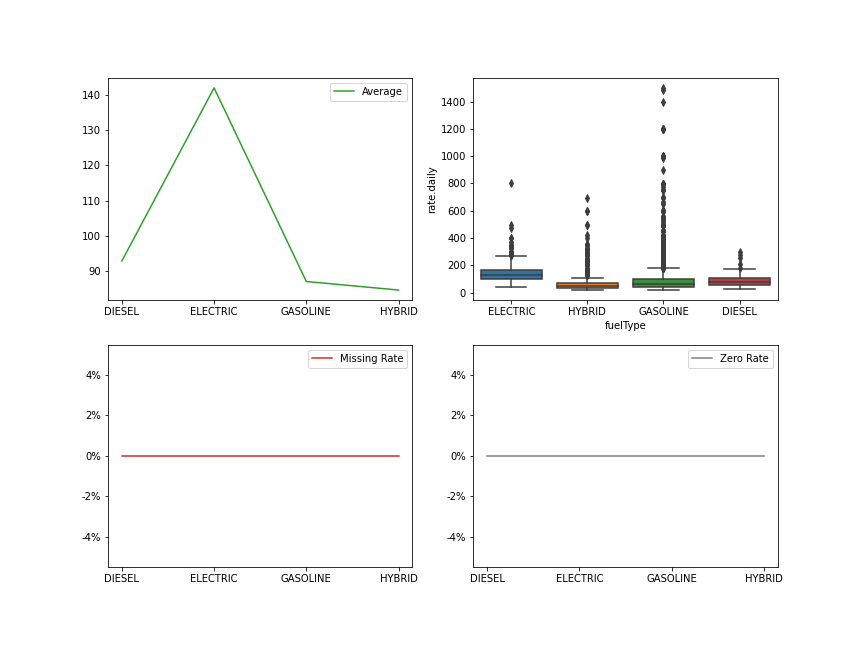 140
130
120
110
100
90
DIESEL ELECTRIC GASOLINE HYBRID
Average
rate.daily
1400
1200
1000
800
600
400
200
0
ELECTRIC HYBRID GASOLINE DIESEL
fuelType
4%
2%
0%
-2%
-4%
DIESEL ELECTRIC GASOLINE HYBRID
Missing Rate
4%
2%
0%
-2%
-4%
DIESEL ELECTRIC GASOLINE HYBRID
Zero Rate